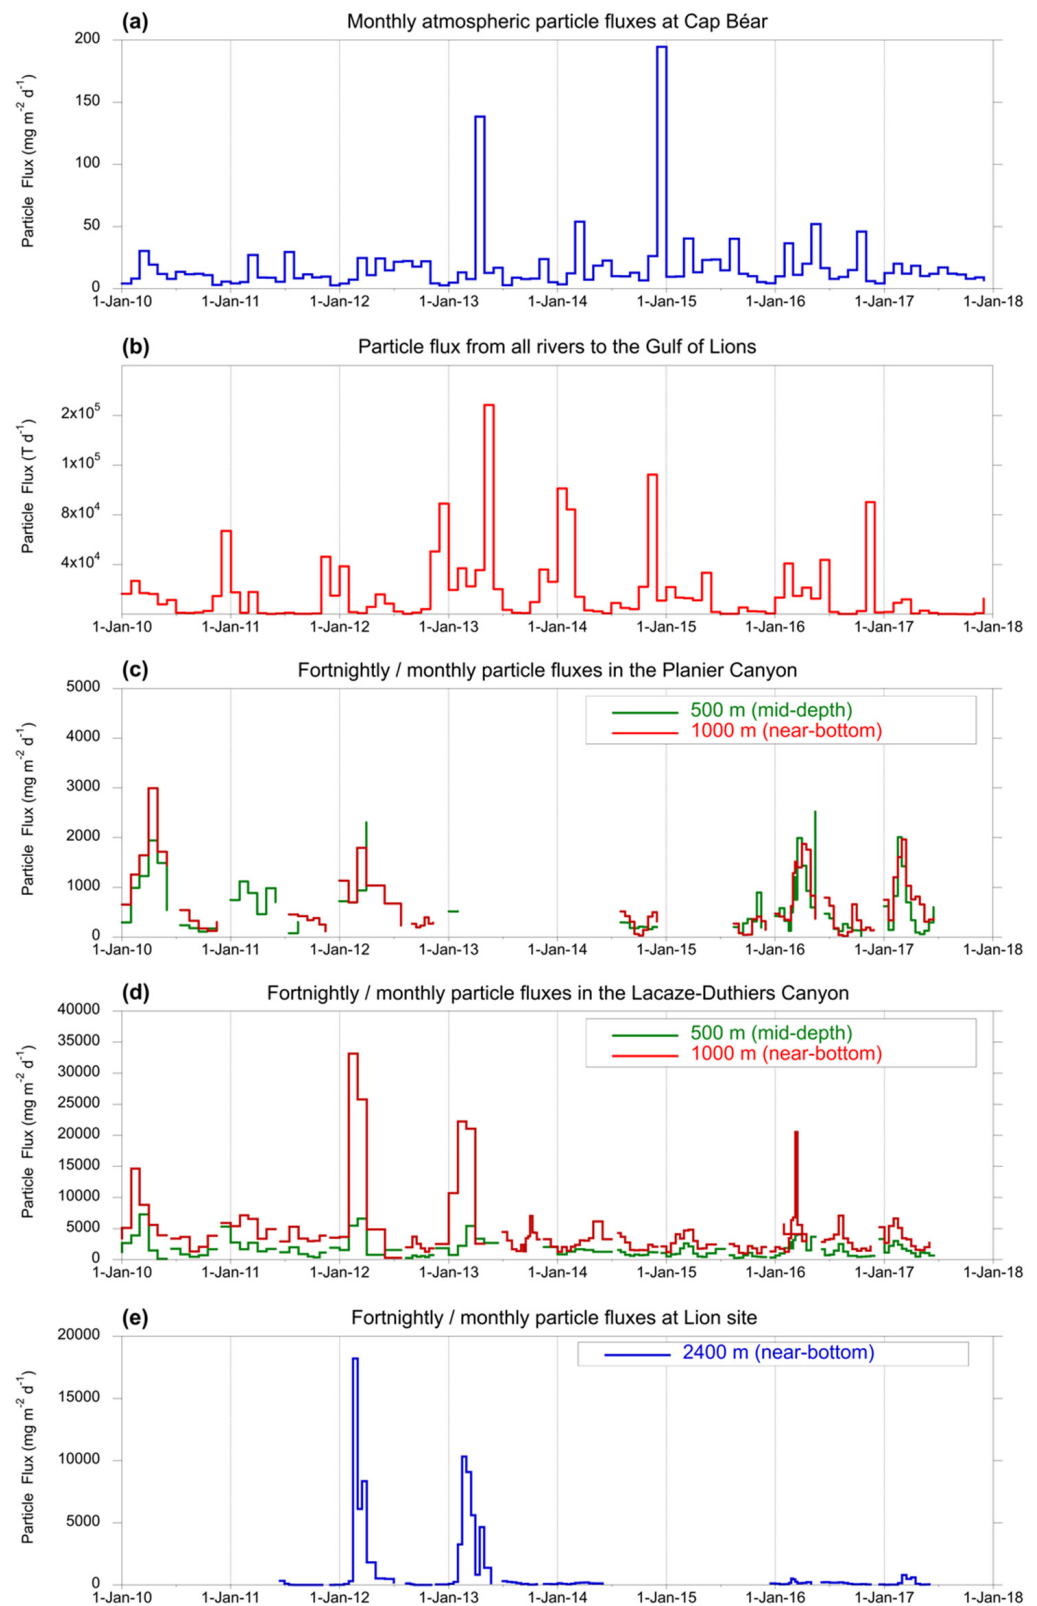 (a) Monthly atmospheric particle fluxes at Cap Béar
Particle Flux (mg m-2 d-1)
200
150
100
50
0
1-Jan-10 1-Jan-11 1-Jan-12 1-Jan-13 1-Jan-14 1-Jan-15 1-Jan-16 1-Jan-17 1-Jan-18
(b) Particle flux from all rivers to the Gulf of Lions
Particle Flux (T d-1)
2x10^5
1x10^5
8x10^4
4x10^4
1-Jan-10 1-Jan-11 1-Jan-12 1-Jan-13 1-Jan-14 1-Jan-15 1-Jan-16 1-Jan-17 1-Jan-18
(c) Fortnightly / monthly particle fluxes in the Planier Canyon
Particle Flux (mg m-2 d-1)
5000
4000
3000
2000
1000
0
500 m (mid-depth)
1000 m (near-bottom)
1-Jan-10 1-Jan-11 1-Jan-12 1-Jan-13 1-Jan-14 1-Jan-15 1-Jan-16 1-Jan-17 1-Jan-18
(d) Fortnightly / monthly particle fluxes in the Lacaze-Duthiers Canyon
Particle Flux (mg m-2 d-1)
40000
35000
30000
25000
20000
15000
10000
5000
0
500 m (mid-depth)
1000 m (near-bottom)
1-Jan-10 1-Jan-11 1-Jan-12 1-Jan-13 1-Jan-14 1-Jan-15 1-Jan-16 1-Jan-17 1-Jan-18
(e) Fortnightly / monthly particle fluxes at Lion site
Particle Flux (mg m-2 d-1)
20000
15000
10000
5000
0
2400 m (near-bottom)
1-Jan-10 1-Jan-11 1-Jan-12 1-Jan-13 1-Jan-14 1-Jan-15 1-Jan-16 1-Jan-17 1-Jan-18